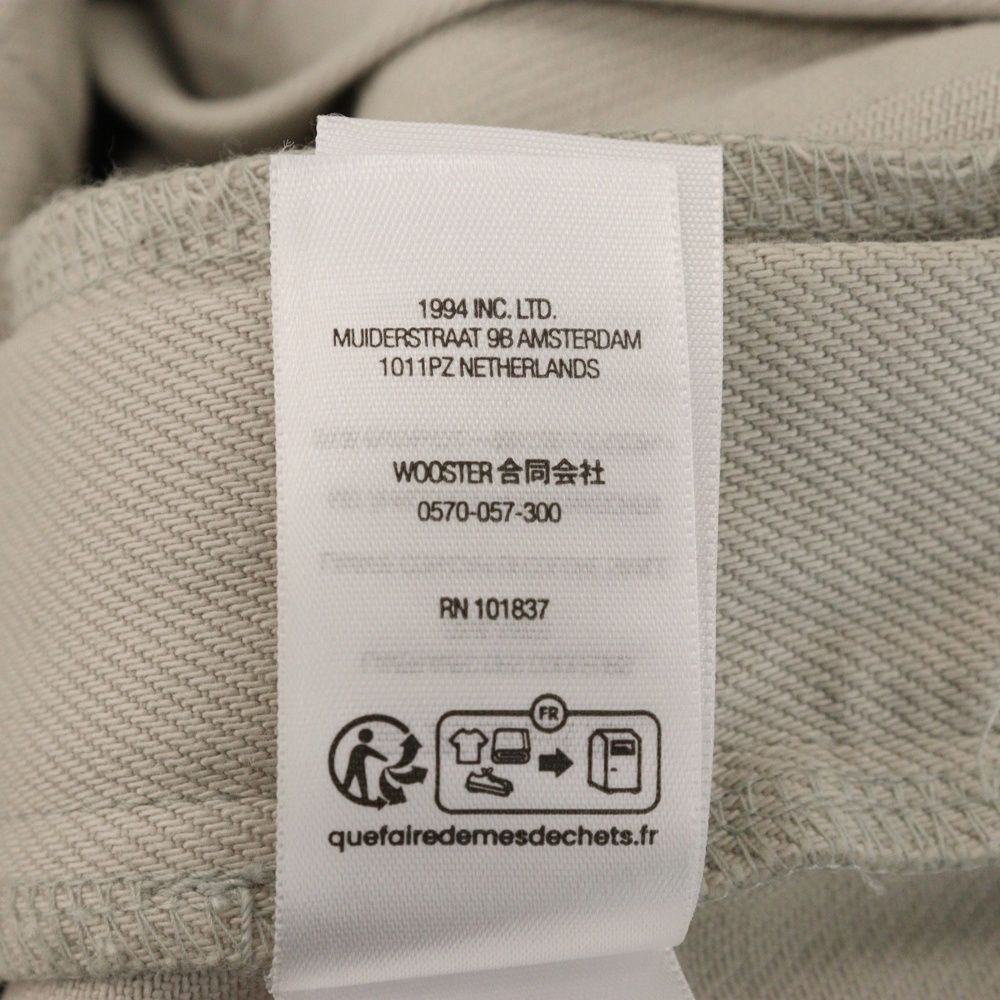 1994 INC. LTD.
MUIDERSTRAAT 9B AMSTERDAM
1011PZ NETHERLANDS
WOOSTER 合同会社
0570-057-300
RN 101837
FR
quefairedemesdechets.fr